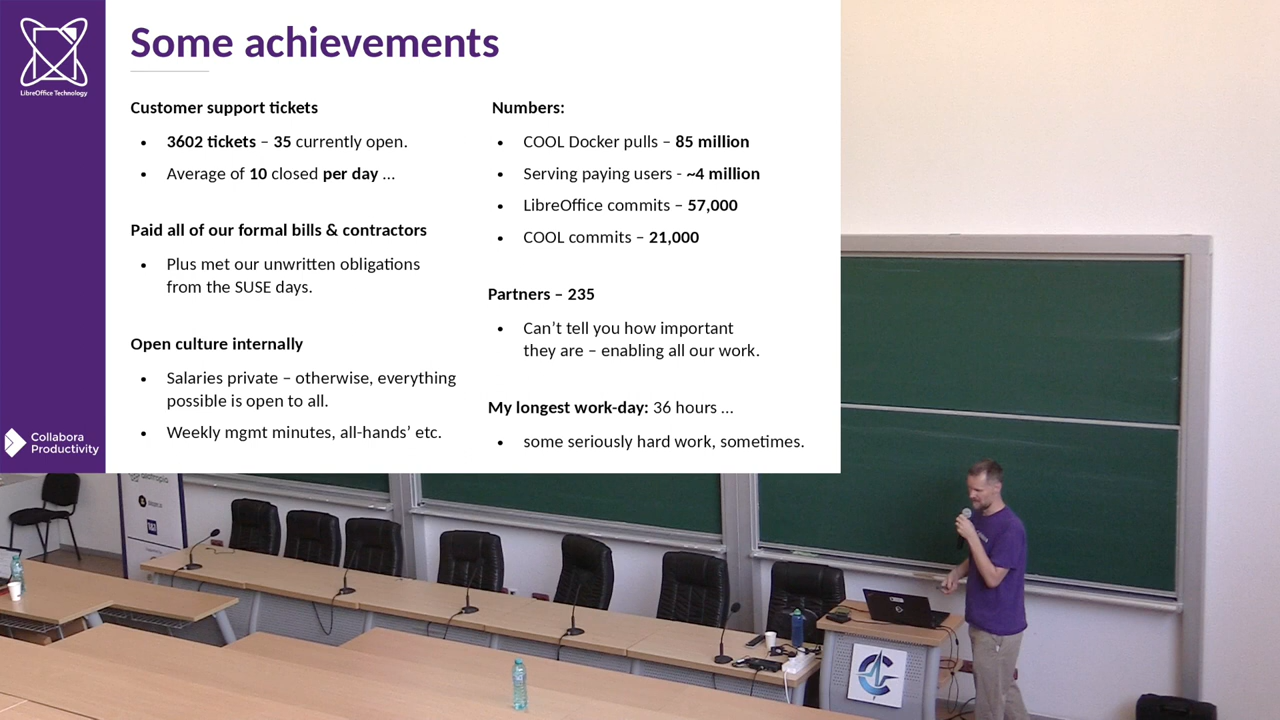 LibreOffice Technology
Some achievements
Customer support tickets
• 3602 tickets – 35 currently open.
• Average of 10 closed per day ...
Paid all of our formal bills & contractors
• Plus met our unwritten obligations
from the SUSE days.
Open culture internally
• Salaries private – otherwise, everything
possible is open to all.
• Weekly mgmt minutes, all-hands’ etc.
Numbers:
• COOL Docker pulls – 85 million
• Serving paying users - ~4 million
• LibreOffice commits – 57,000
• COOL commits – 21,000
Partners – 235
• Can’t tell you how important
they are – enabling all our work.
My longest work-day: 36 hours ...
• some seriously hard work, sometimes.
Collabora
Productivity